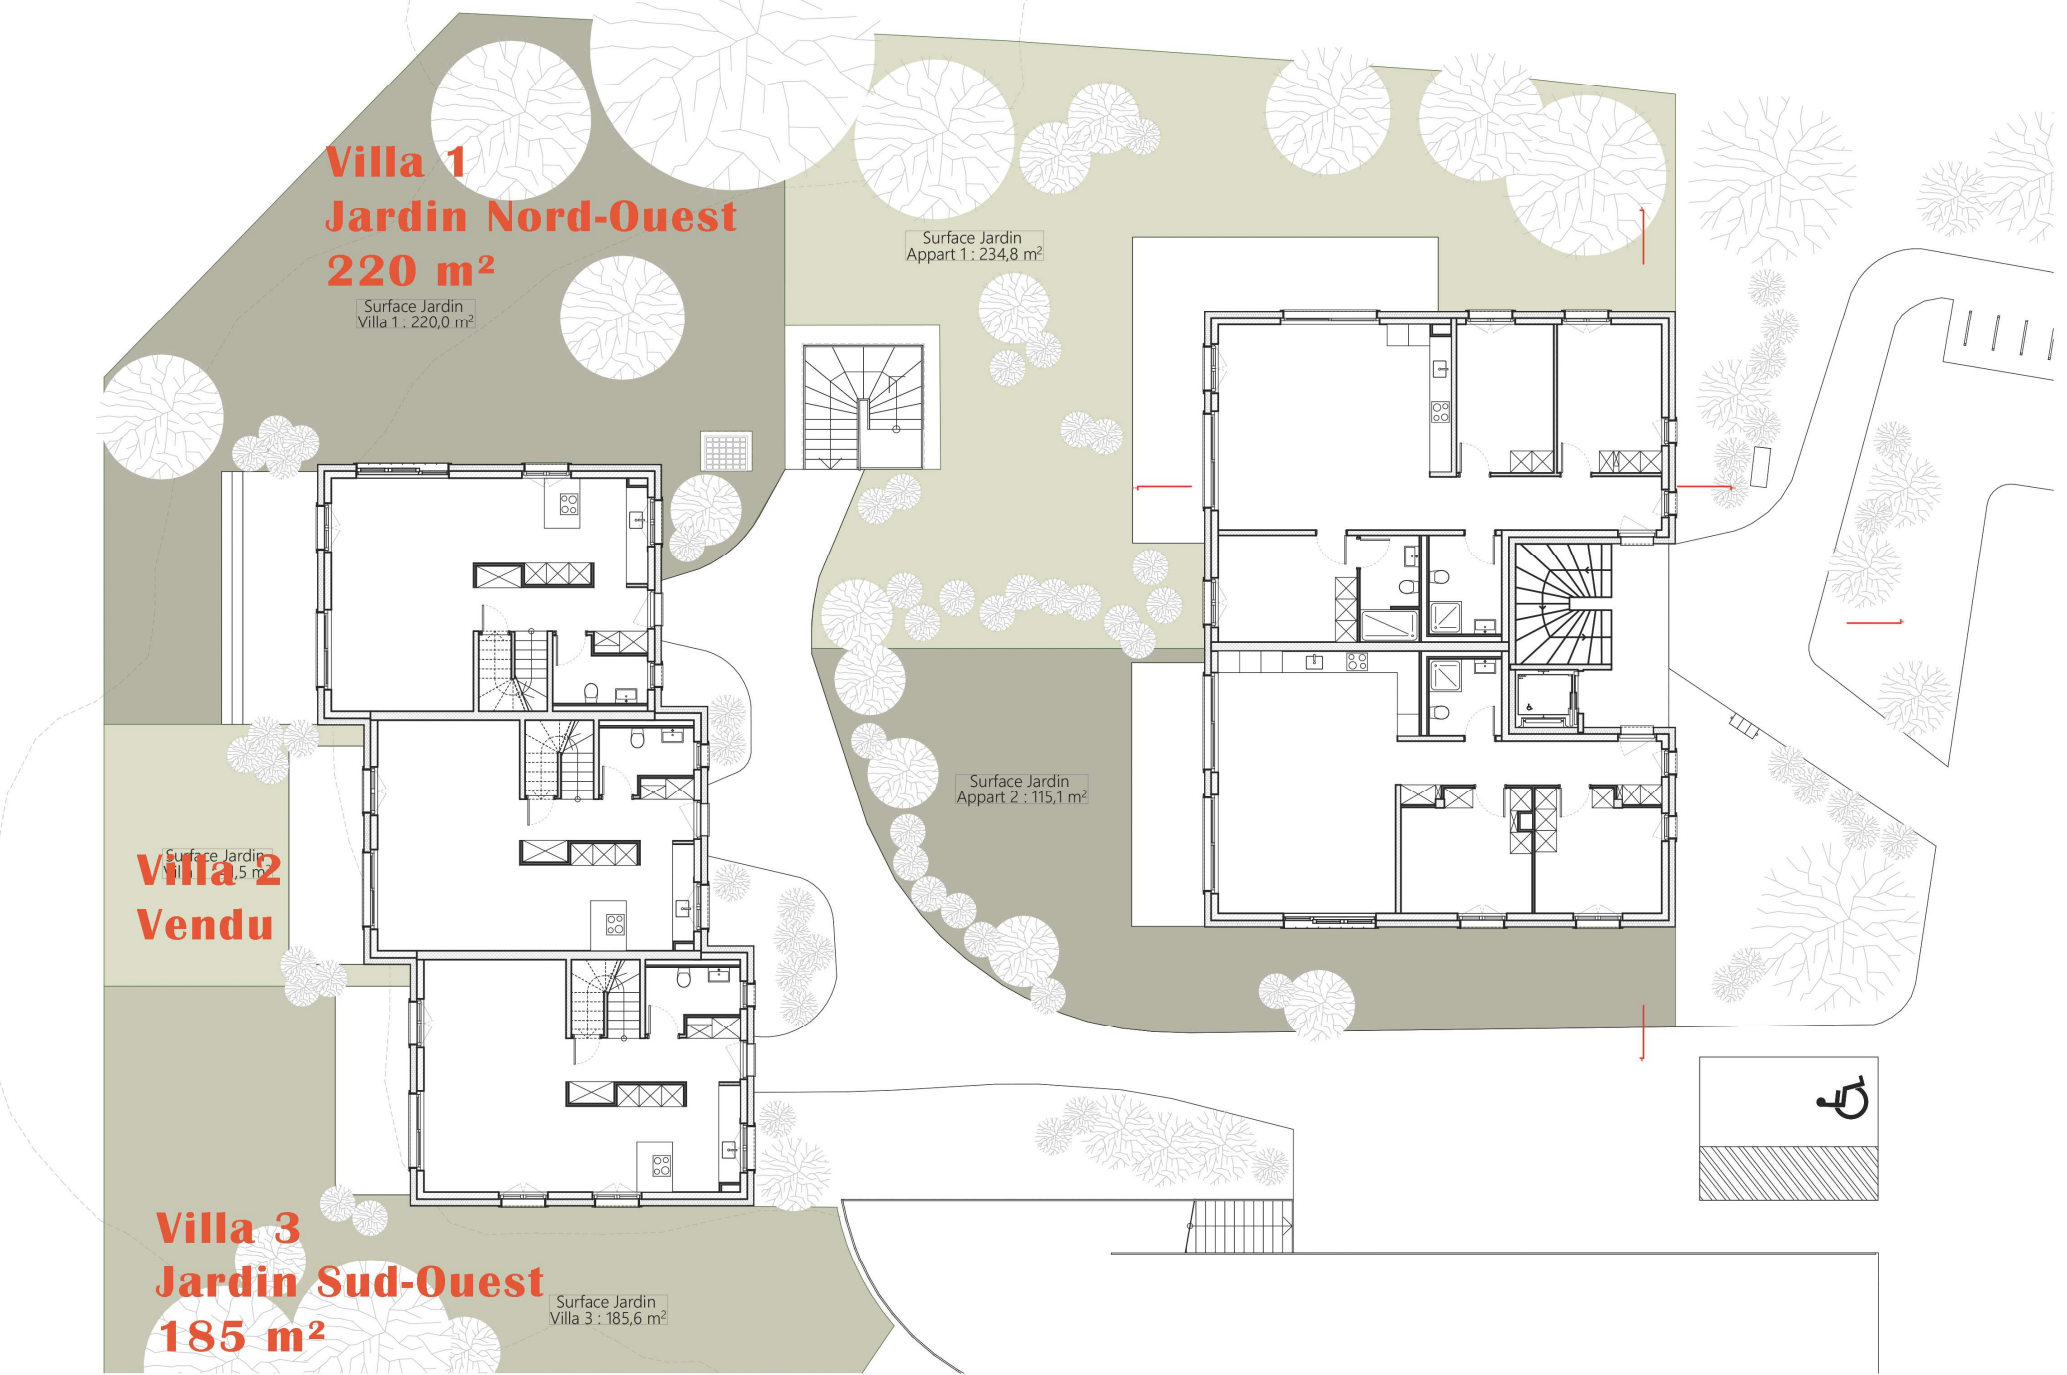 Villa 1
Jardin Nord-Ouest
220 m²
Surface Jardin
Villa 1 : 220,0 m²
Surface Jardin
Appart 1 : 234,8 m²
Surface Jardin
Appart 2 : 115,1 m²
Surface Jardin
Villa 2
Vendu
Villa 3
Jardin Sud-Ouest
185 m²
Surface Jardin
Villa 3 : 185,6 m²